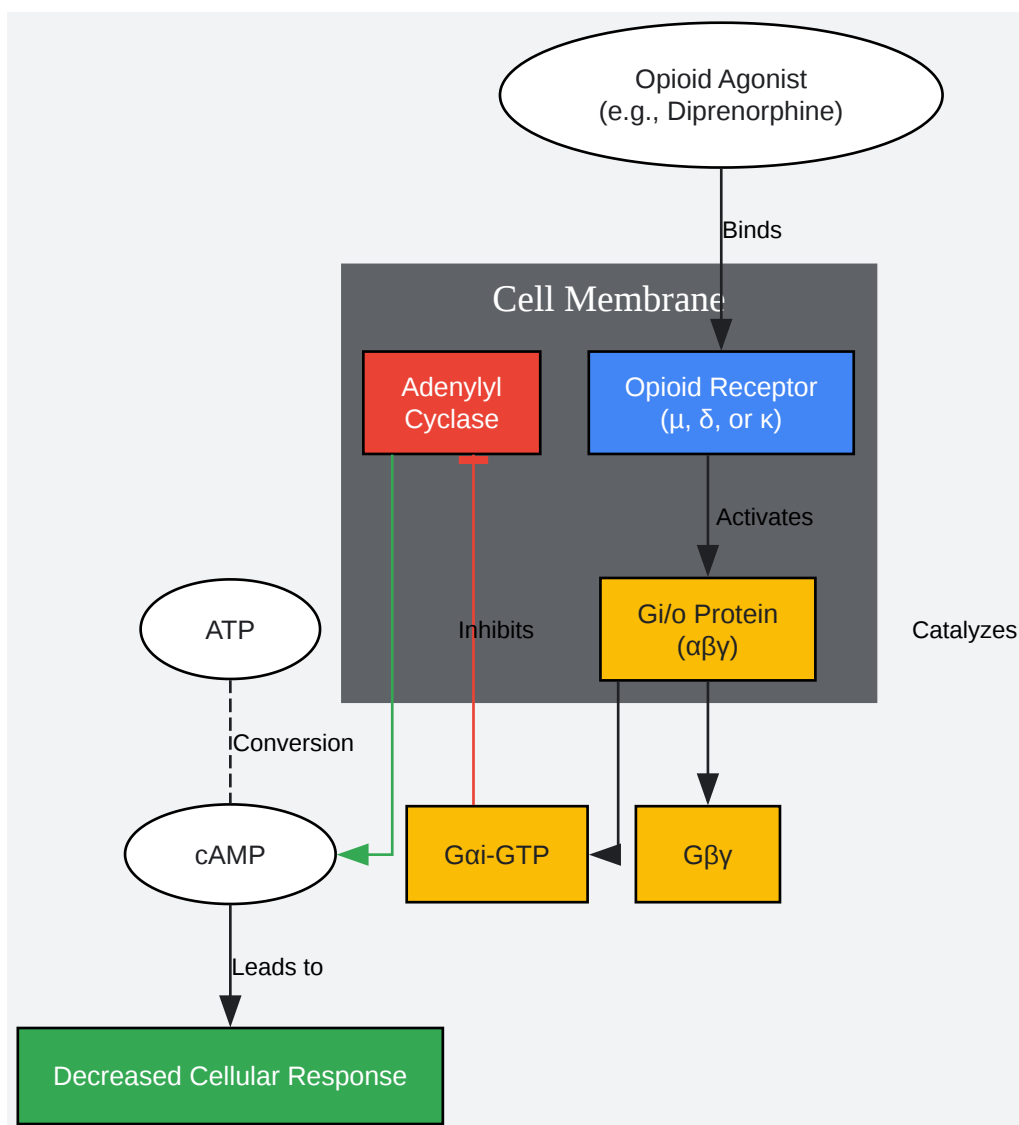 Opioid Agonist
(e.g., Diprenorphine)
Binds
Cell Membrane
Adenylyl
Cyclase
Opioid Receptor
(μ, δ, or κ)
Activates
ATP
Inhibits
Gi/o Protein
(αβγ)
Catalyzes
Conversion
cAMP
Gαi-GTP
Gβγ
Leads to
Decreased Cellular Response